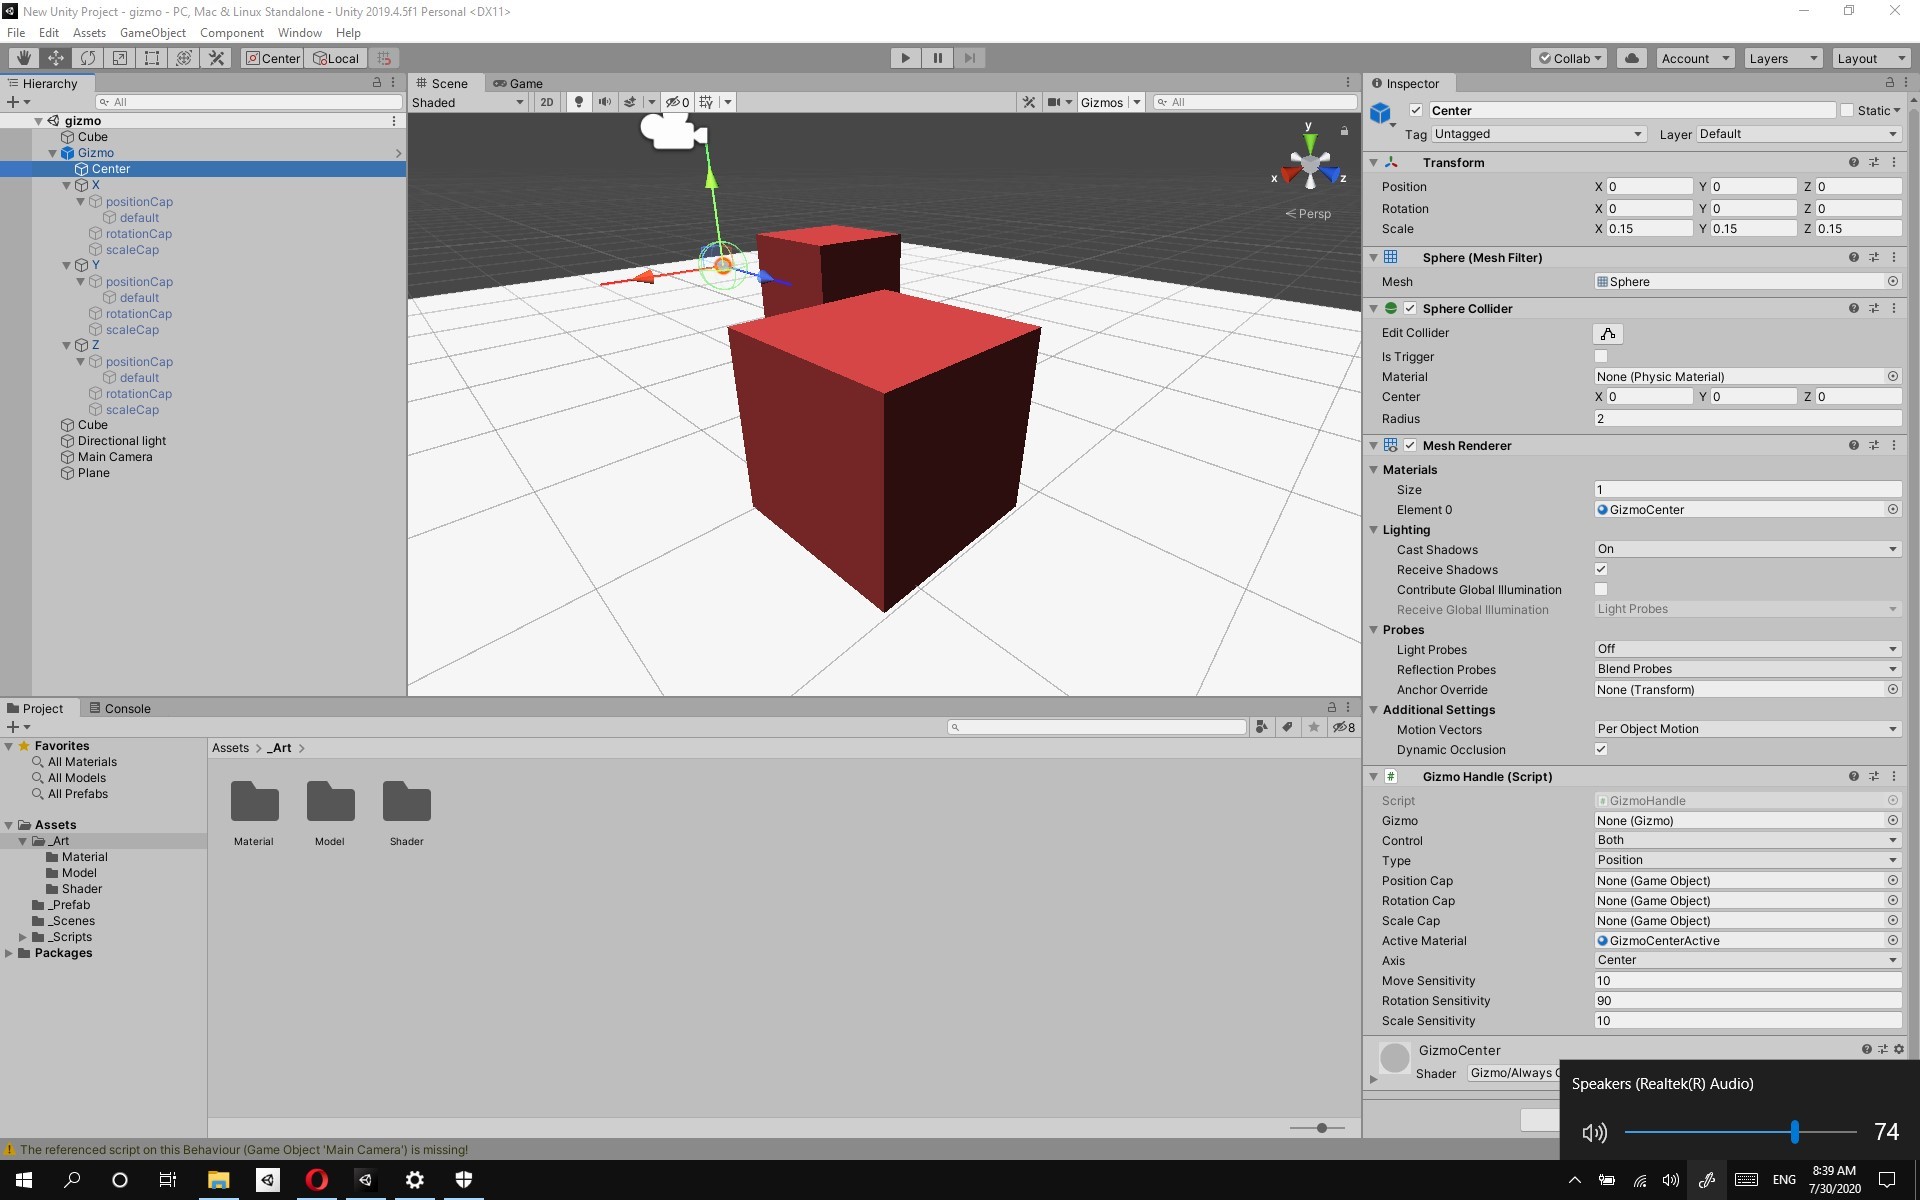 New Unity Project - gizmo - PC, Mac & Linux Standalone - Unity 2019.4.5f1 Personal <DX11>
File Edit Assets GameObject Component Window Help
Center Local Collab Account Layers Layout
Hierarchy
All
gizmo
Cube
Gizmo
Center
X
positionCap
default
rotationCap
scaleCap
Y
positionCap
default
rotationCap
scaleCap
Z
positionCap
default
rotationCap
scaleCap
Cube
Directional light
Main Camera
Plane
Scene Game
Shaded 2D 0 Gizmos All
y
x z
Persp
Inspector
Center Static
Tag Untagged Layer Default
Transform
Position X 0 Y 0 Z 0
Rotation X 0 Y 0 Z 0
Scale X 0.15 Y 0.15 Z 0.15
Sphere (Mesh Filter)
Mesh Sphere
Sphere Collider
Edit Collider
Is Trigger
Material None (Physic Material)
Center X 0 Y 0 Z 0
Radius 2
Mesh Renderer
Materials
Size 1
Element 0 GizmoCenter
Lighting
Cast Shadows On
Receive Shadows
Contribute Global Illumination
Receive Global Illumination Light Probes
Probes
Light Probes Off
Reflection Probes Blend Probes
Anchor Override None (Transform)
Additional Settings
Motion Vectors Per Object Motion
Dynamic Occlusion
Gizmo Handle (Script)
Script GizmoHandle
Gizmo None (Gizmo)
Control Both
Type Position
Position Cap None (Game Object)
Rotation Cap None (Game Object)
Scale Cap None (Game Object)
Active Material GizmoCenterActive
Axis Center
Move Sensitivity 10
Rotation Sensitivity 90
Scale Sensitivity 10
GizmoCenter
Shader Gizmo/Always
Project Console
8
Favorites
All Materials
All Models
All Prefabs
Assets
_Art
Material
Model
Shader
_Prefab
_Scenes
_Scripts
Packages
Assets > _Art >
Material Model Shader
The referenced script on this Behaviour (Game Object 'Main Camera') is missing!
Speakers (Realtek(R) Audio)
74
ENG
8:39 AM
7/30/2020